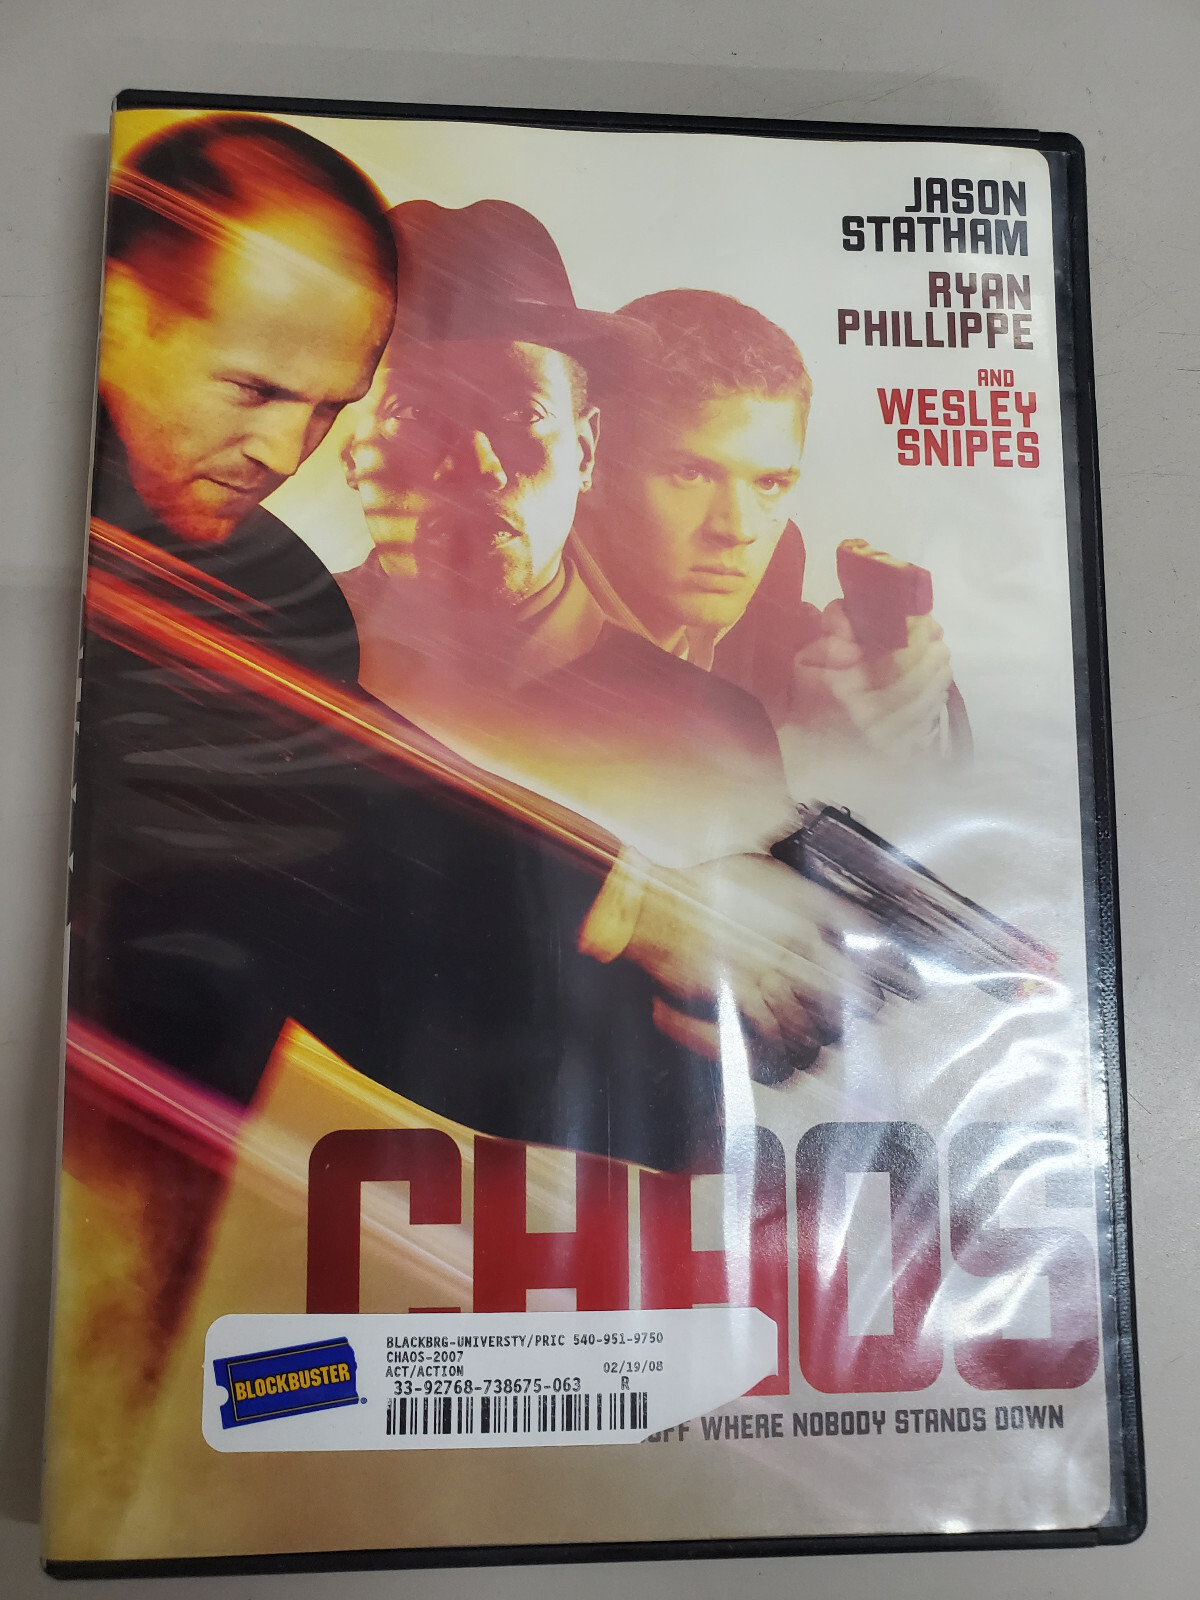 JASON
STATHAM
RYAN
PHILLIPPE
AND
WESLEY
SNIPES
CHAOS
BLOCKBUSTER
BLACKBRG-UNIVERSTY/PRIC 540-951-9750
CHAOS-2007
ACT/ACTION 02/19/08
33-92768-738675-063 R
WHERE NOBODY STANDS DOWN